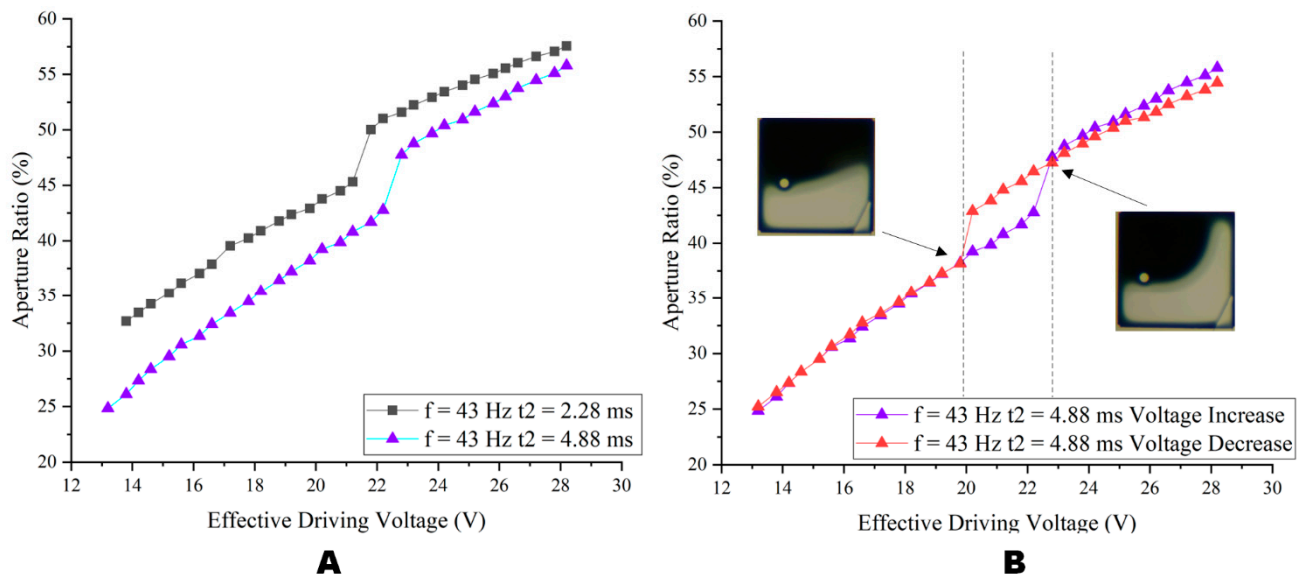 60
55
50
45
40
35
30
25
20
Aperture Ratio (%)
f = 43 Hz t2 = 2.28 ms
f = 43 Hz t2 = 4.88 ms
12 14 16 18 20 22 24 26 28 30
Effective Driving Voltage (V)
A
60
55
50
45
40
35
30
25
20
Aperture Ratio (%)
f = 43 Hz t2 = 4.88 ms Voltage Increase
f = 43 Hz t2 = 4.88 ms Voltage Decrease
12 14 16 18 20 22 24 26 28 30
Effective Driving Voltage (V)
B